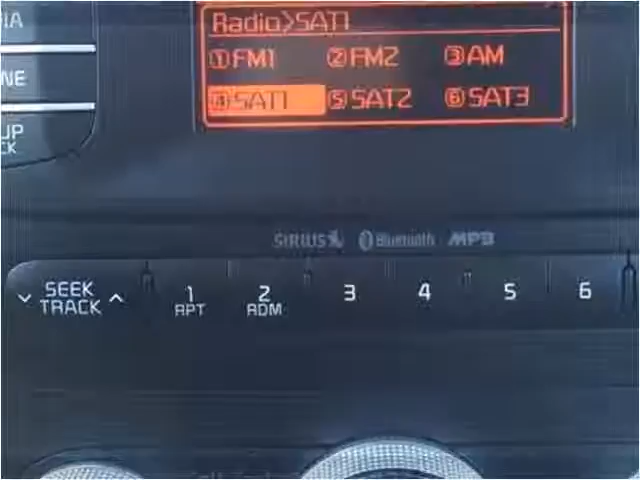 Radio>SAT1
①FM1 ②FM2 ③AM
④SAT1 ⑤SAT2 ⑥SAT3
IA
NE
UP
CK
SIRIUS Bluetooth MP3
SEEK TRACK
1 RPT
2 RDM
3
4
5
6